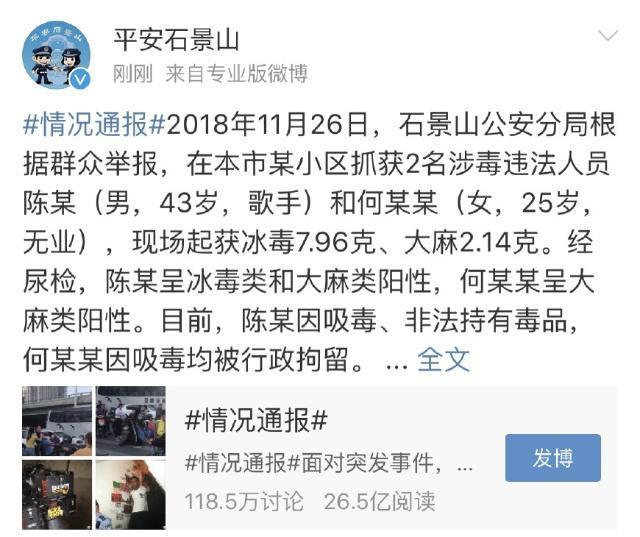 平安石景山
刚刚 来自专业版微博
#情况通报#2018年11月26日，石景山公安分局根
据群众举报，在本市某小区抓获2名涉毒违法人员
陈某（男，43岁，歌手）和何某某（女，25岁，
无业），现场起获冰毒7.96克、大麻2.14克。经
尿检，陈某呈冰毒类和大麻类阳性，何某某呈大
麻类阳性。目前，陈某因吸毒、非法持有毒品，
何某某因吸毒均被行政拘留。 ... 全文
#情况通报#
#情况通报#面对突发事件，...
发博
118.5万讨论 26.5亿阅读